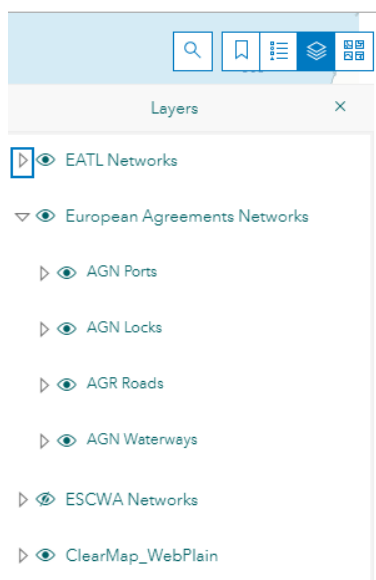 Layers
EATL Networks
European Agreements Networks
AGN Ports
AGN Locks
AGR Roads
AGN Waterways
ESCWA Networks
ClearMap_WebPlain